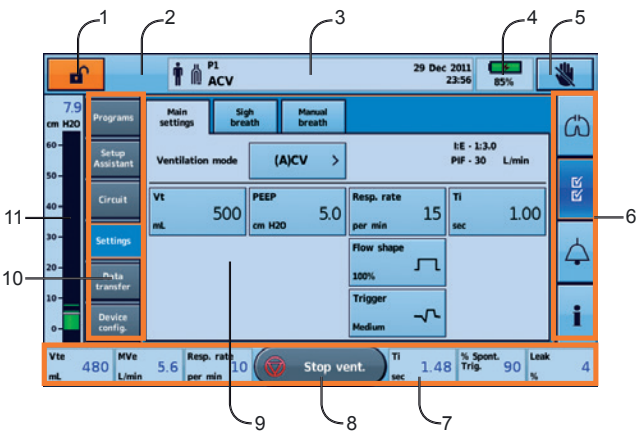 1 2 3 4 5
P1
ACV
29 Dec 2011
23:56
85%
7.9
cm H2O
60-
50-
40-
30-
20-
10-
0-
Programs
Setup
Assistant
Circuit
Settings
Data
transfer
Device
config.
Main
settings
Sigh
breath
Manual
breath
Ventilation mode
(A)CV >
I:E - 1:3.0
PIF - 30 L/min
Vt
mL
500
PEEP
cm H2O
5.0
Resp. rate
per min
15
Ti
sec
1.00
Flow shape
100%
Trigger
Medium
i
11
10
6
Vte
mL
480
MVe
L/min
5.6
Resp. rate
per min
10
Stop vent.
Ti
sec
1.48
% Spont.
Trig.
90
Leak
%
4
9 8 7